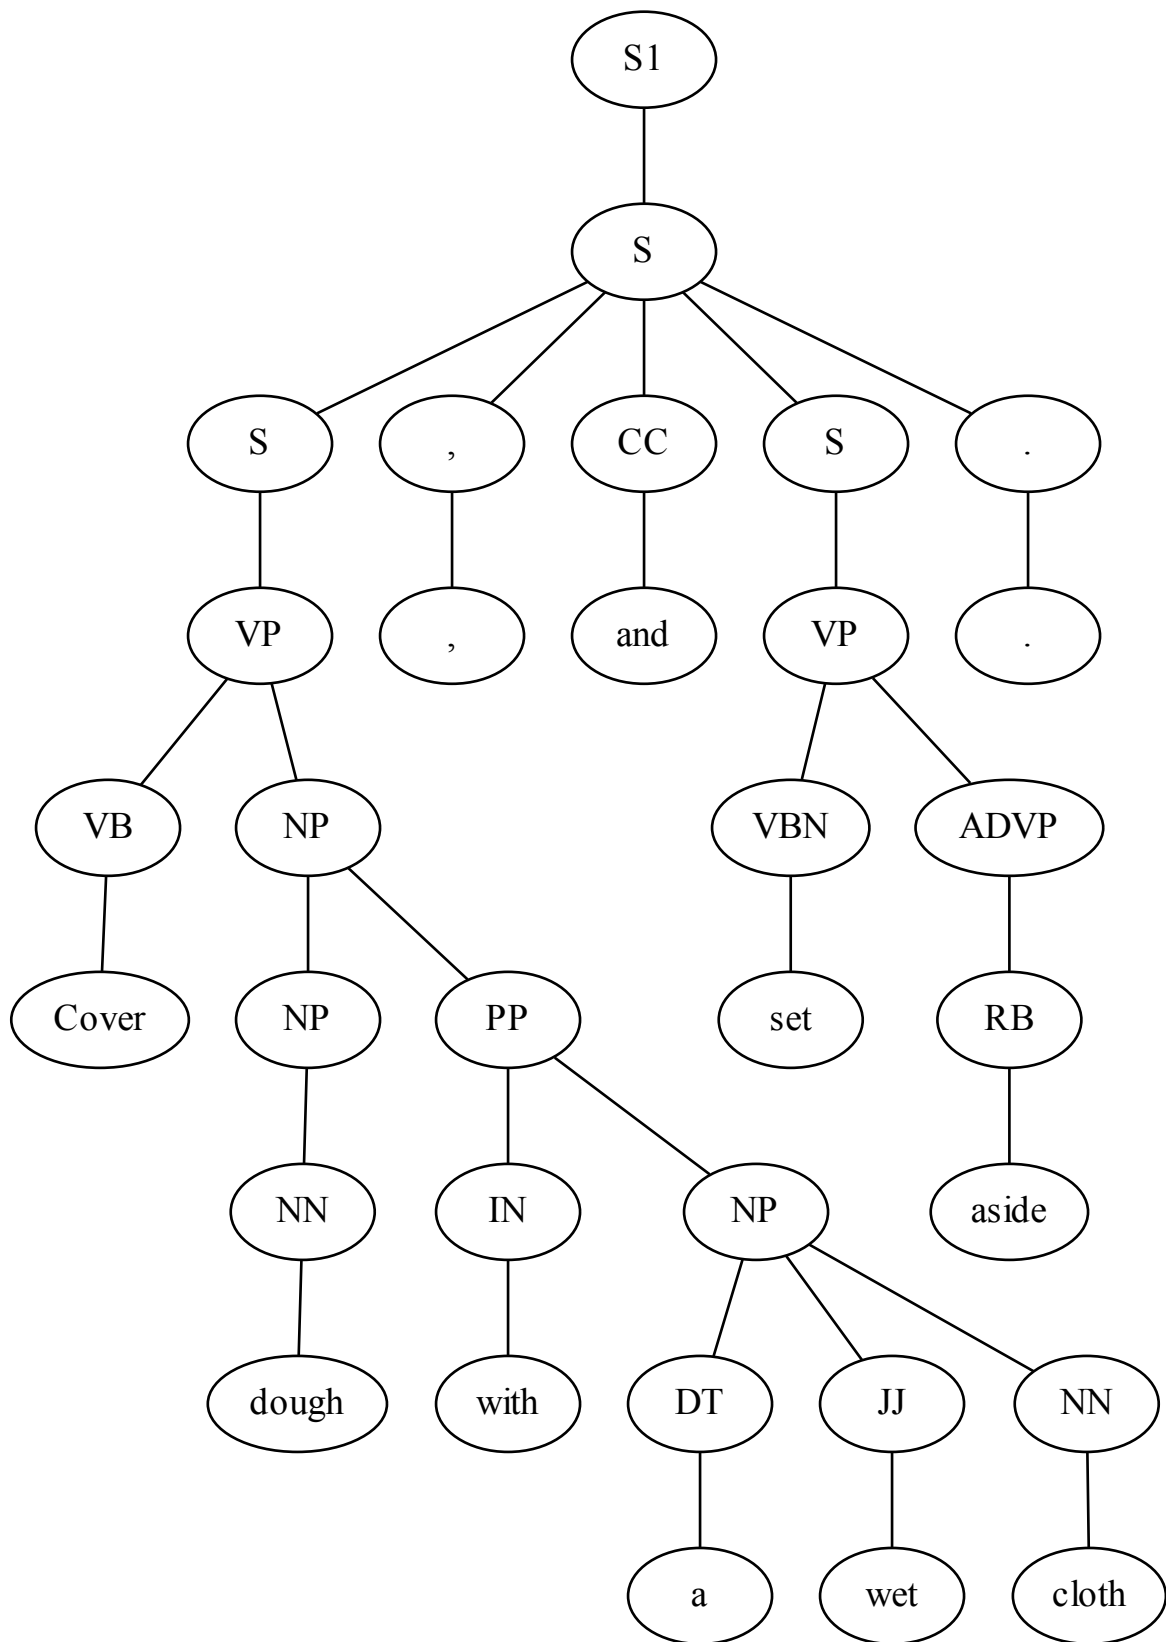 S1
S
S , CC S .
VP , and VP .
VB NP VBN ADVP
Cover NP PP set RB
NN IN NP aside
dough with DT JJ NN
a wet cloth